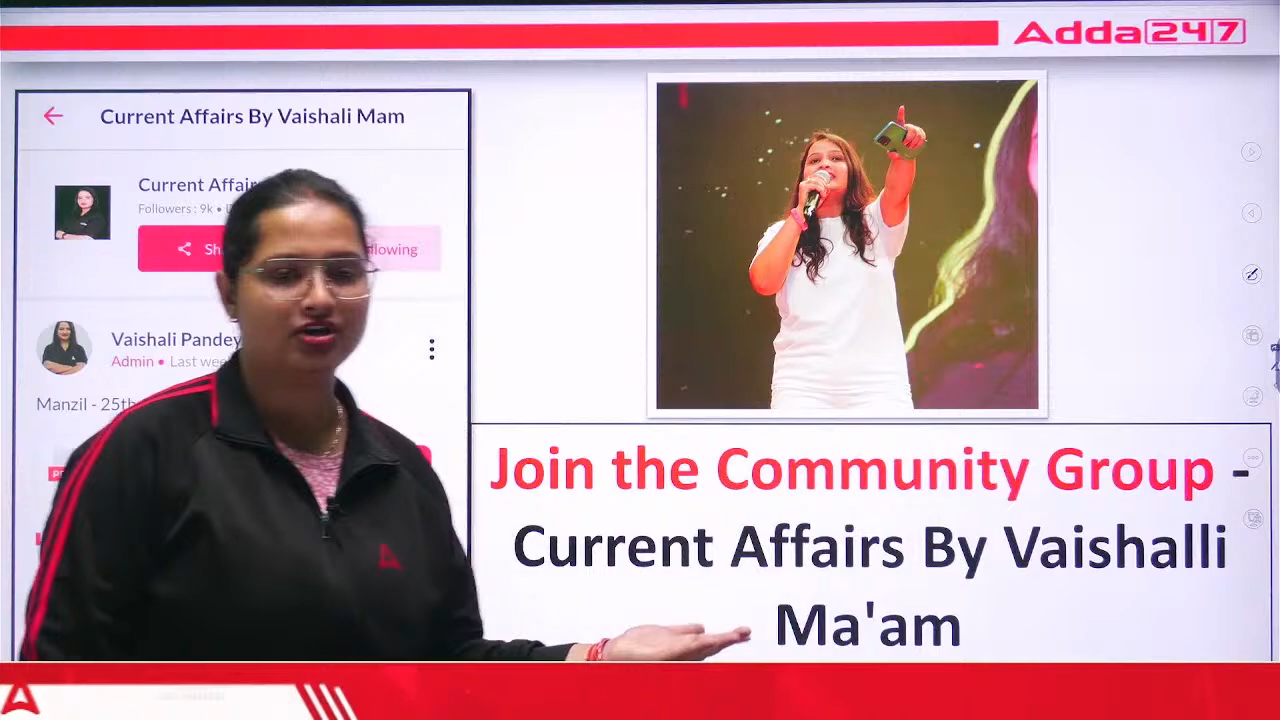 Adda247
Current Affairs By Vaishali Mam
Current Affair
Followers : 9k •
Sh
llowing
Vaishali Pandey
Admin • Last wee
Manzil - 25th
Join the Community Group -
Current Affairs By Vaishalli
Ma'am